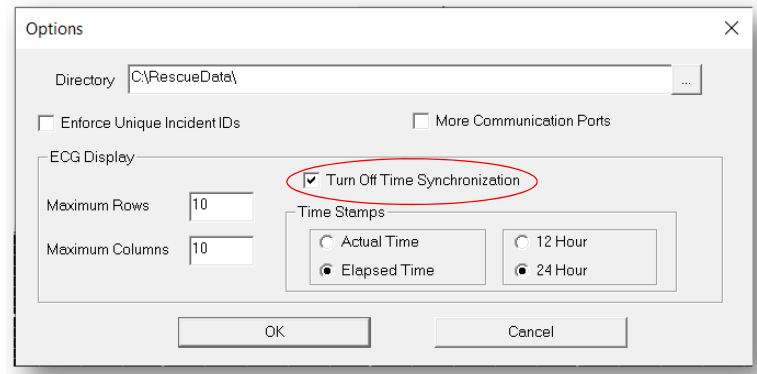 Options
Directory C:\RescueData\ ...
Enforce Unique Incident IDs More Communication Ports
ECG Display
Turn Off Time Synchronization
Maximum Rows 10
Time Stamps
Actual Time 12 Hour
Maximum Columns 10
Elapsed Time 24 Hour
OK Cancel